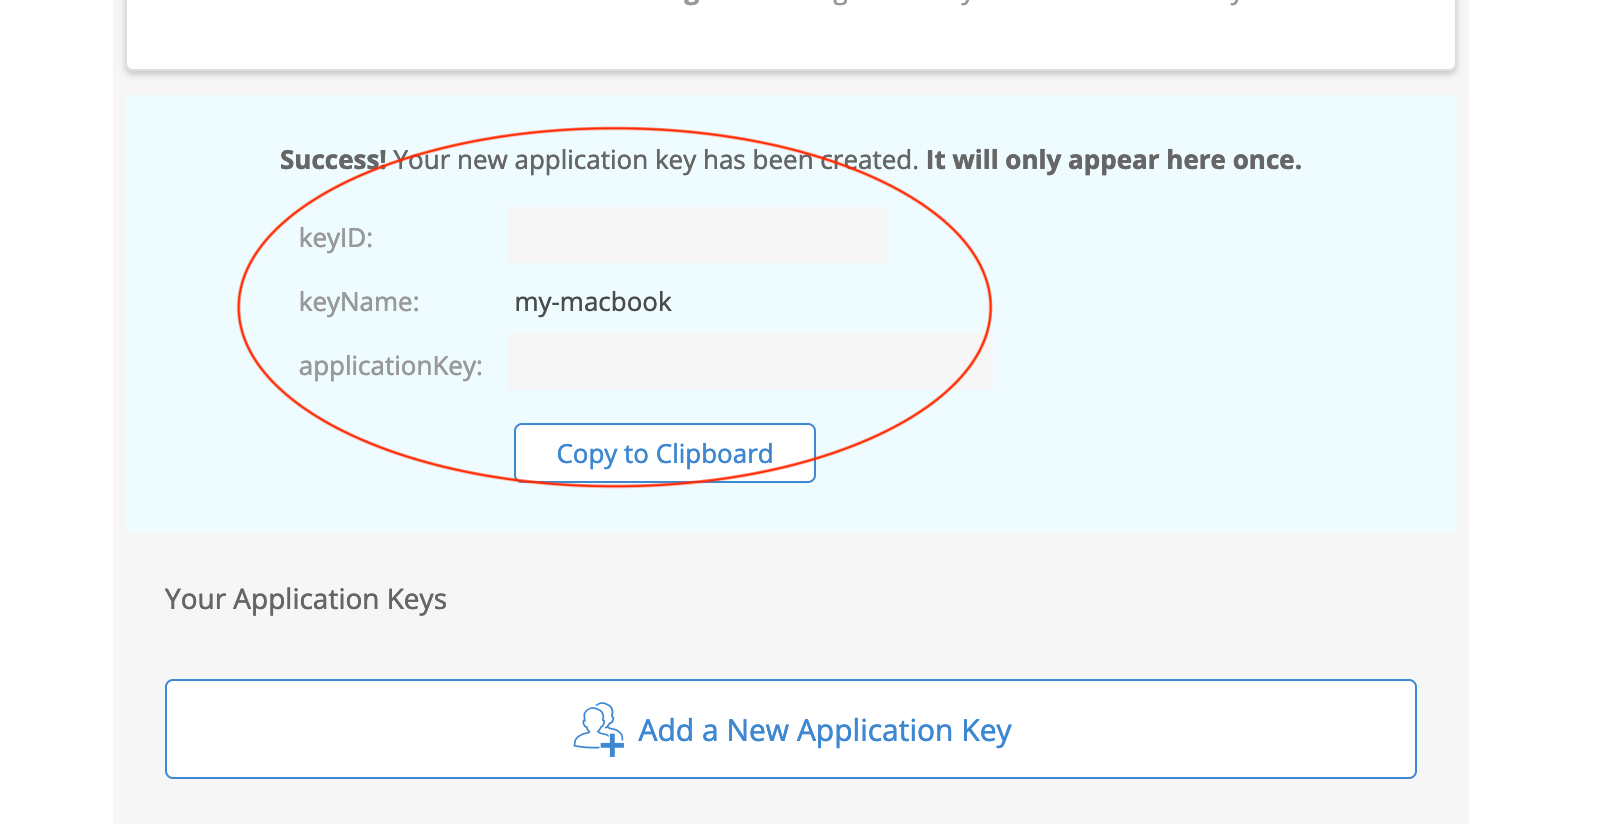 Success! Your new application key has been created. It will only appear here once.
keyID:
keyName: my-macbook
applicationKey:
Copy to Clipboard
Your Application Keys
Add a New Application Key